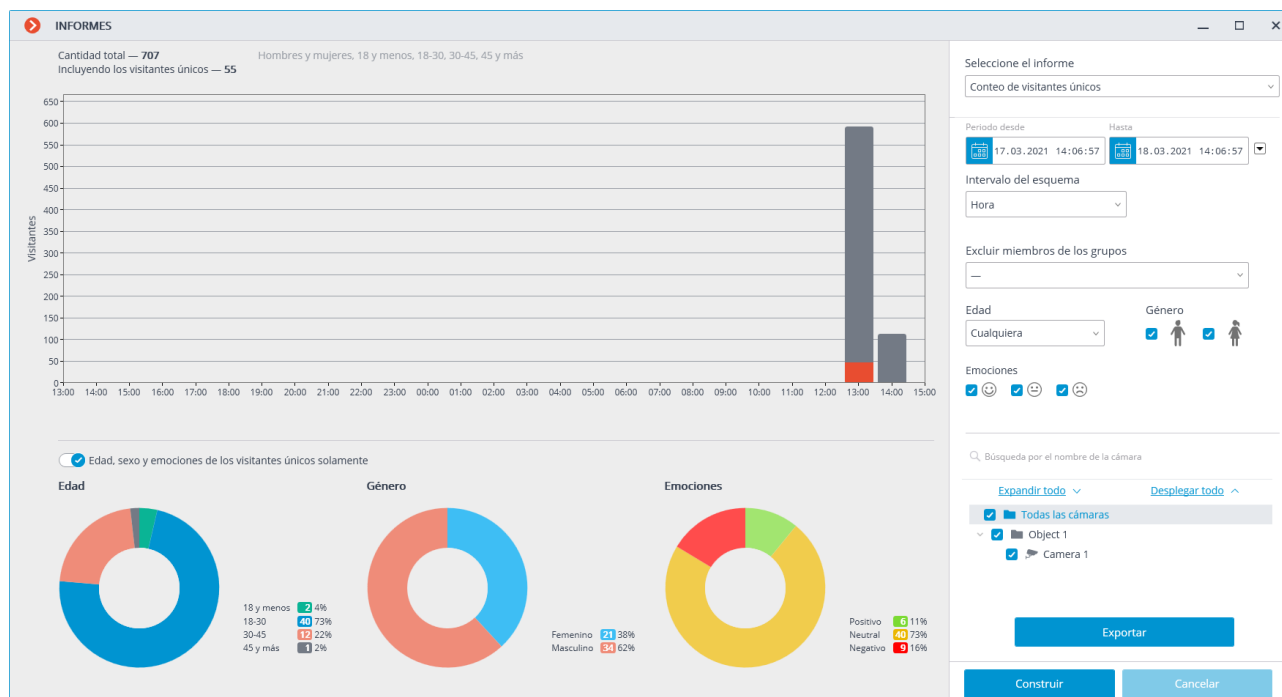 INFORMES
Cantidad total — 707 Hombres y mujeres, 18 y menos, 18-30, 30-45, 45 y más
Incluyendo los visitantes únicos — 55
650
600
550
500
450
400
350
300
250
200
150
100
50
0
Visitantes
13:00 14:00 15:00 16:00 17:00 18:00 19:00 20:00 21:00 22:00 23:00 00:00 01:00 02:00 03:00 04:00 05:00 06:00 07:00 08:00 09:00 10:00 11:00 12:00 13:00 14:00 15:00
Edad, sexo y emociones de los visitantes únicos solamente
Edad
18 y menos 2 4%
18-30 40 73%
30-45 12 22%
45 y más 1 2%
Género
Femenino 21 38%
Masculino 34 62%
Emociones
Positivo 6 11%
Neutral 40 73%
Negativo 9 16%
Seleccione el informe
Conteo de visitantes únicos
Periodo desde Hasta
17.03.2021 14:06:57 18.03.2021 14:06:57
Intervalo del esquema
Hora
Excluir miembros de los grupos
—
Edad Género
Cualquiera
Emociones
Búsqueda por el nombre de la cámara
Expandir todo Desplegar todo
Todas las cámaras
Object 1
Camera 1
Exportar
Construir Cancelar